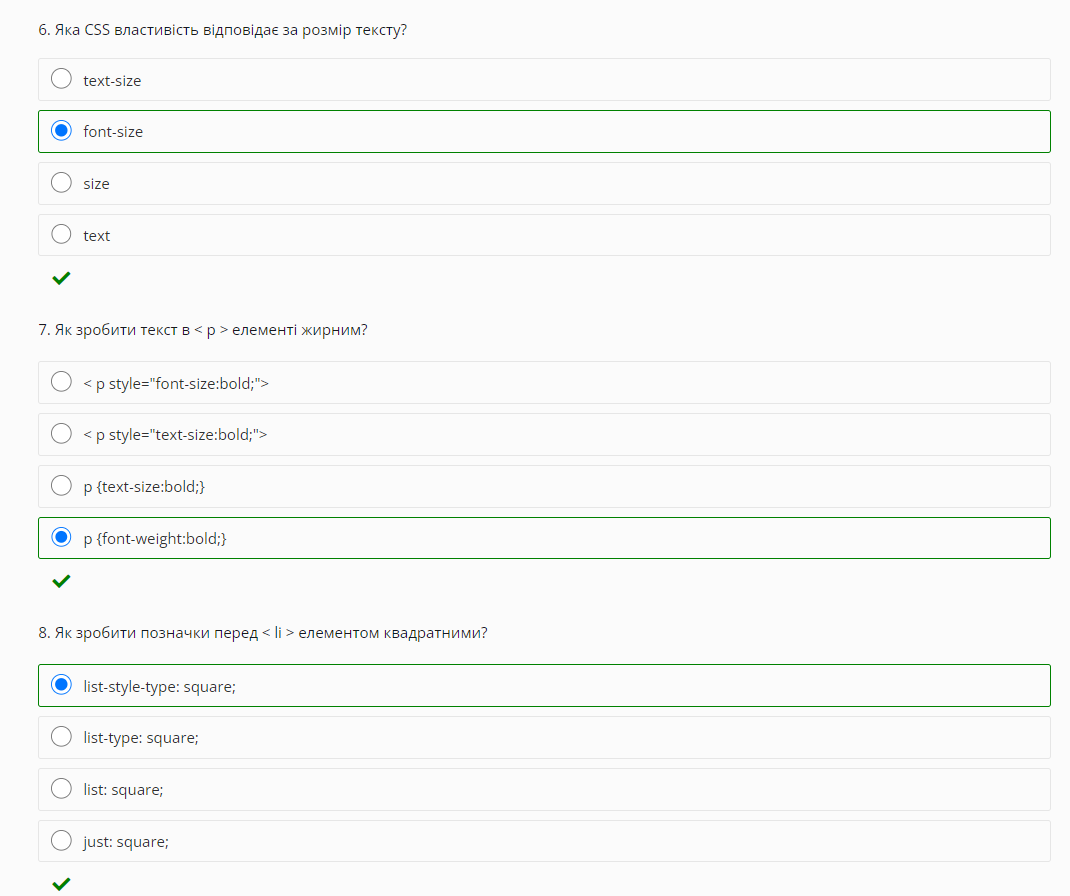 6. Яка CSS властивість відповідає за розмір тексту?
text-size
font-size
size
text
7. Як зробити текст в < p > елементі жирним?
< p style="font-size:bold;">
< p style="text-size:bold;">
p {text-size:bold;}
p {font-weight:bold;}
8. Як зробити позначки перед < li > елементом квадратними?
list-style-type: square;
list-type: square;
list: square;
just: square;